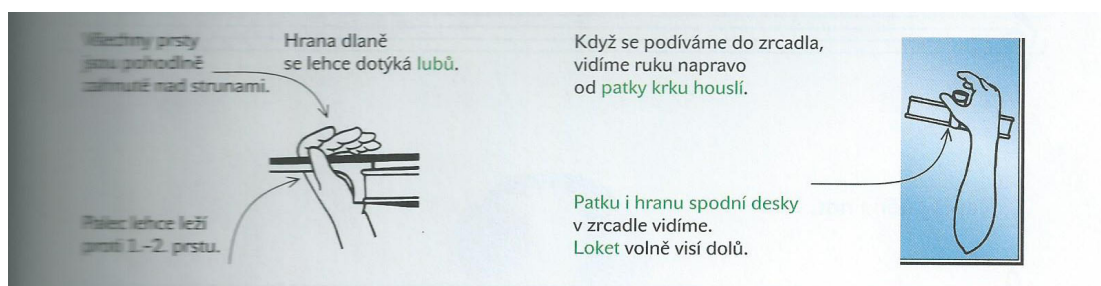 Všechny prsty
jsou pohodlně
zahnuté nad strunami.
Hrana dlaně
se lehce dotýká lubů.
Palec lehce leží
proti 1.–2. prstu.
Když se podíváme do zrcadla,
vidíme ruku napravo
od patky krku houslí.
Patku i hranu spodní desky
v zrcadle vidíme.
Loket volně visí dolů.